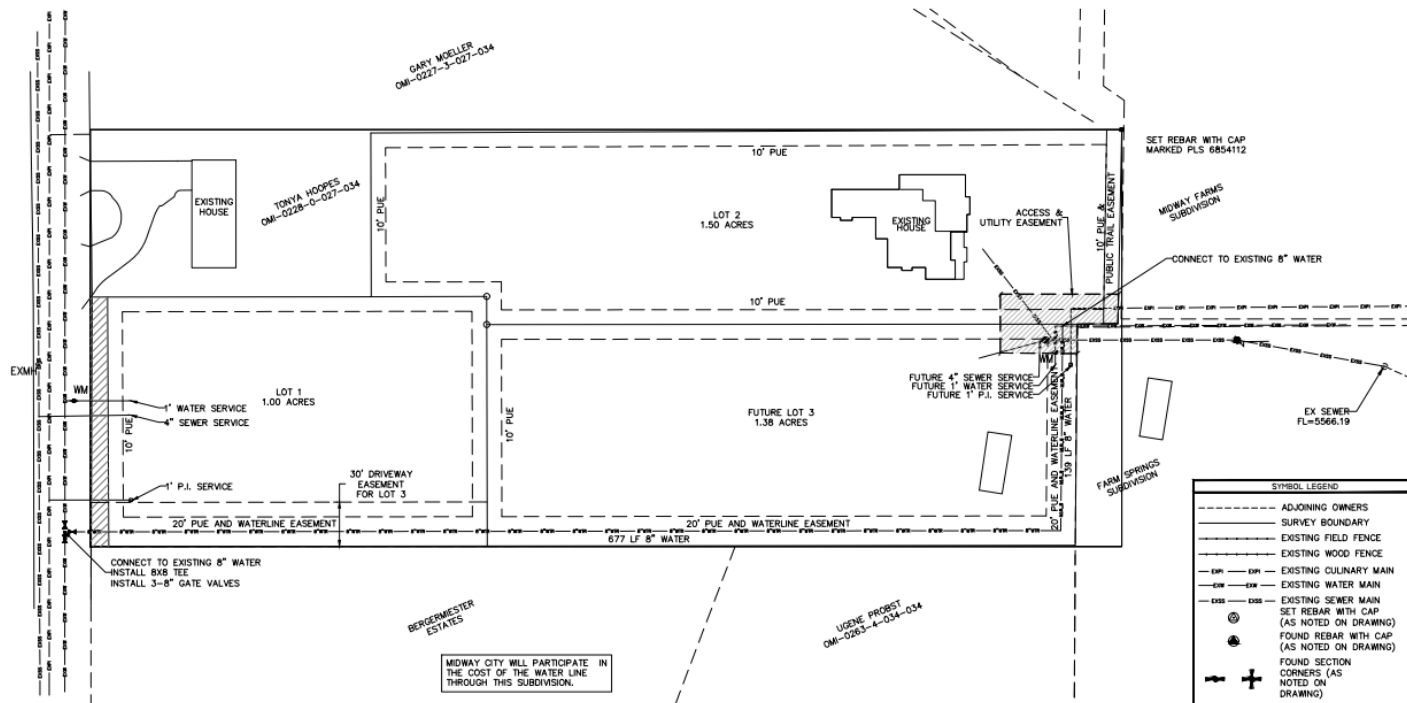 GARY MOELLER
OMI-0227-3-027-034
SET REBAR WITH CAP
MARKED PLS 6854112
10' PUE
EXISTING
HOUSE
TONYA HOOPES
OMI-0228-0-027-034
10' PUE
LOT 2
1.50 ACRES
EXISTING
HOUSE
ACCESS &
UTILITY EASEMENT
10' PUE &
PUBLIC TRAIL EASEMENT
MIDWAY FARMS
SUBDIVISION
CONNECT TO EXISTING 8" WATER
10' PUE
EXMH
WM
LOT 1
1.00 ACRES
1' WATER SERVICE
4" SEWER SERVICE
10' PUE
1' P.I. SERVICE
30' DRIVEWAY
EASEMENT
FOR LOT 3
10' PUE
FUTURE LOT 3
1.38 ACRES
WM
FUTURE 4" SEWER SERVICE
FUTURE 1' WATER SERVICE
FUTURE 1' P.I. SERVICE
20' PUE AND WATERLINE EASEMENT
139 LF 8" WATER
EX SEWER
FL=5566.19
FARM SPRINGS
SUBDIVISION
20' PUE AND WATERLINE EASEMENT
20' PUE AND WATERLINE EASEMENT
677 LF 8" WATER
CONNECT TO EXISTING 8" WATER
INSTALL 8X8 TEE
INSTALL 3-8" GATE VALVES
BERGERMIESTER
ESTATES
UGENE PROBST
OMI-0263-4-034-034
MIDWAY CITY WILL PARTICIPATE IN
THE COST OF THE WATER LINE
THROUGH THIS SUBDIVISION.
SYMBOL LEGEND
ADJOINING OWNERS
SURVEY BOUNDARY
EXISTING FIELD FENCE
EXISTING WOOD FENCE
EXPI EXPI EXISTING CULINARY MAIN
EXW EXW EXISTING WATER MAIN
EXSS EXSS EXISTING SEWER MAIN
SET REBAR WITH CAP
(AS NOTED ON DRAWING)
FOUND REBAR WITH CAP
(AS NOTED ON DRAWING)
FOUND SECTION
CORNERS (AS
NOTED ON
DRAWING)